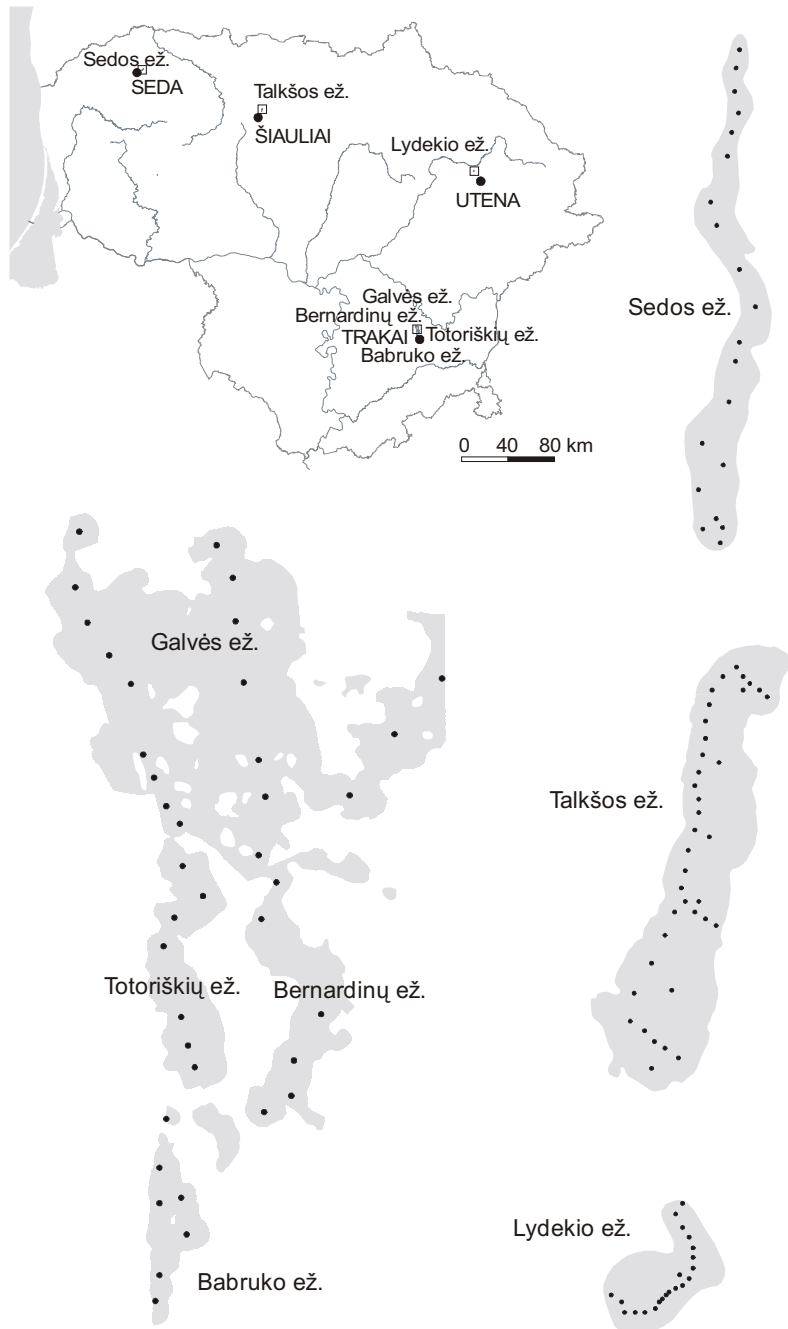 Sedos ež.
SEDA
Talkšos ež.
ŠIAULIAI
Lydekio ež.
UTENA
Galvės ež.
Bernardinų ež.
TRAKAI Totoriškių ež.
Babruko ež.
0 40 80 km
Sedos ež.
Galvės ež.
Talkšos ež.
Totoriškių ež.
Bernardinų ež.
Lydekio ež.
Babruko ež.